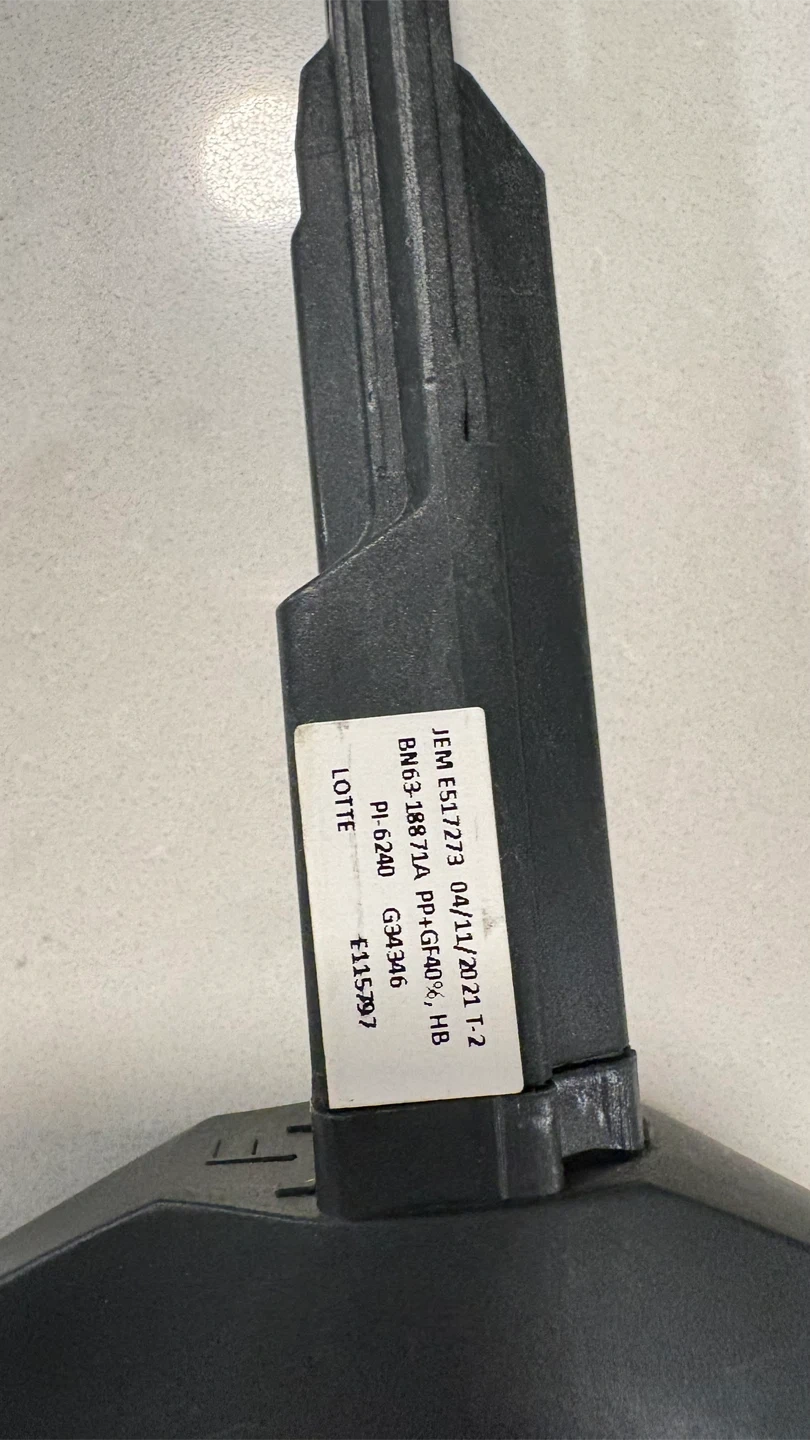 JEM E517273 04/11/2021 T-2
BN63-18871A PP+GF40%, HB
PI-6240 G34346
LOTTE E115797